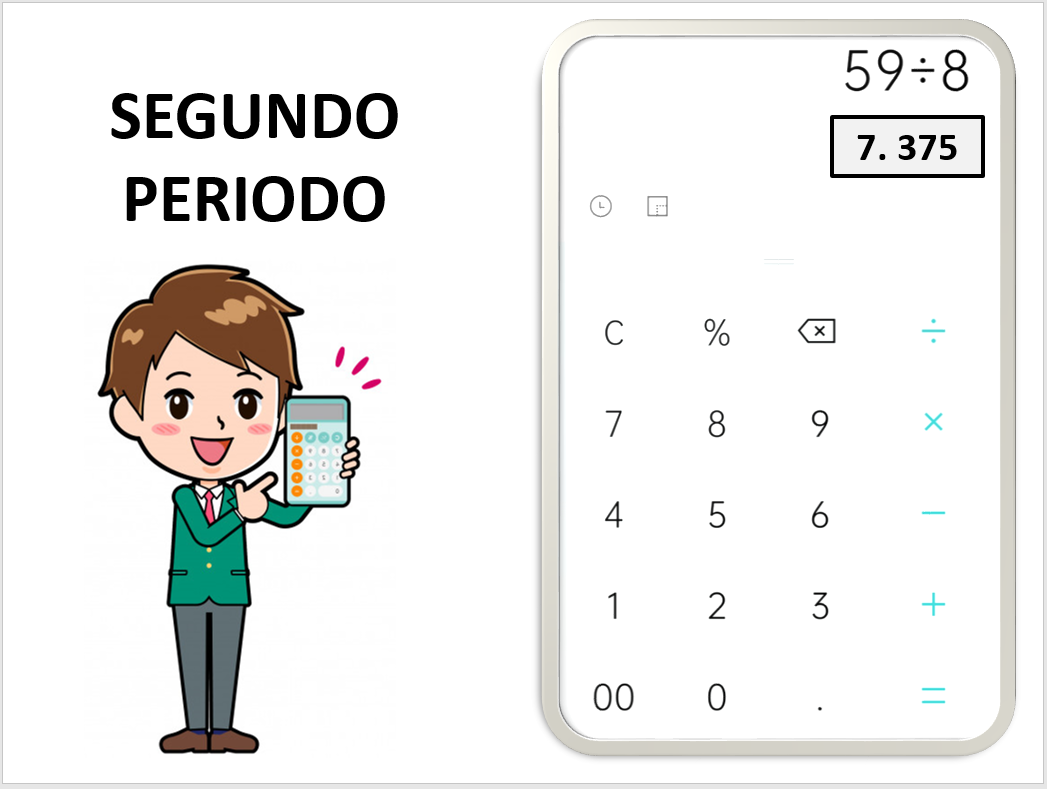 SEGUNDO
PERIODO
59÷8
7. 375
C % ÷
7 8 9 ×
4 5 6 −
1 2 3 +
00 0 . =